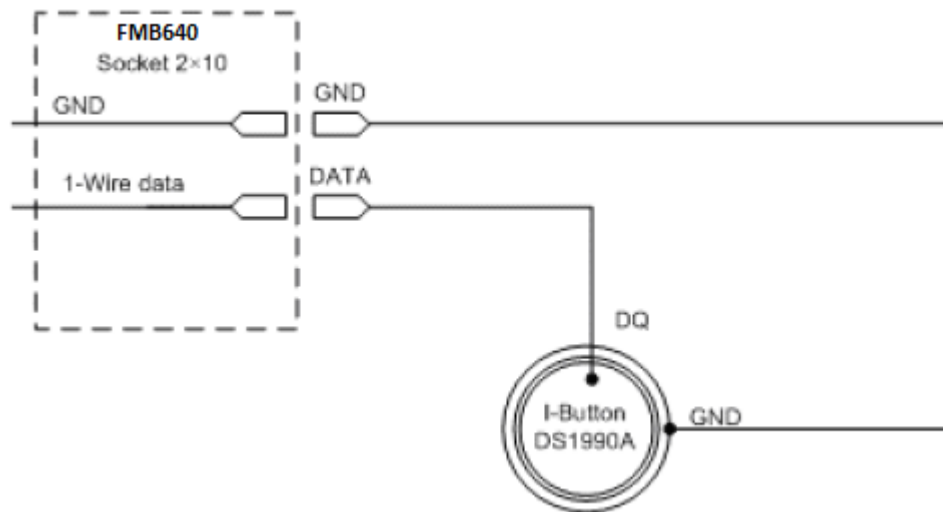 FMB640
Socket 2×10
GND
GND
1-Wire data
DATA
DQ
I-Button
DS1990A
GND